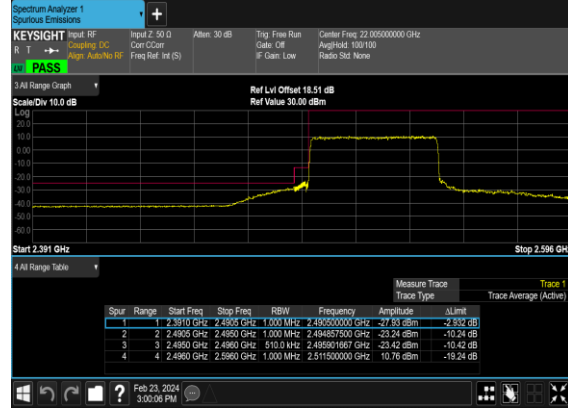 Spectrum Analyzer 1
Spurious Emissions
KEYSIGHT Input: RF Input Z: 50 Ω Atten: 30 dB Trig: Free Run Center Freq: 22.005000000 GHz
R T Coupling: DC Corr CCorr Gate: Off Avg|Hold: 100/100
Align: Auto/No RF Freq Ref: Int (S) IF Gain: Low Radio Std: None
PASS
3 All Range Graph
Ref Lvl Offset 18.51 dB
Scale/Div 10.0 dB Ref Value 30.00 dBm
Log
20.0
10.0
0.00
-10.0
-20.0
-30.0
-40.0
-50.0
-60.0
Start 2.391 GHz Stop 2.596 GH
4 All Range Table
Measure Trace Trace 1
Trace Type Trace Average (Active)
Spur Range Start Freq Stop Freq RBW Frequency Amplitude ΔLimit
1 1 2.3910 GHz 2.4905 GHz 1.000 MHz 2.490500000 GHz -27.93 dBm -2.932 dB
2 2 2.4905 GHz 2.4950 GHz 1.000 MHz 2.494857500 GHz -23.24 dBm -10.24 dB
3 3 2.4950 GHz 2.4960 GHz 510.0 kHz 2.495901667 GHz -23.42 dBm -10.42 dB
4 4 2.4960 GHz 2.5960 GHz 1.000 MHz 2.511500000 GHz 10.76 dBm -19.24 dB
? Feb 23, 2024
3:00:06 PM